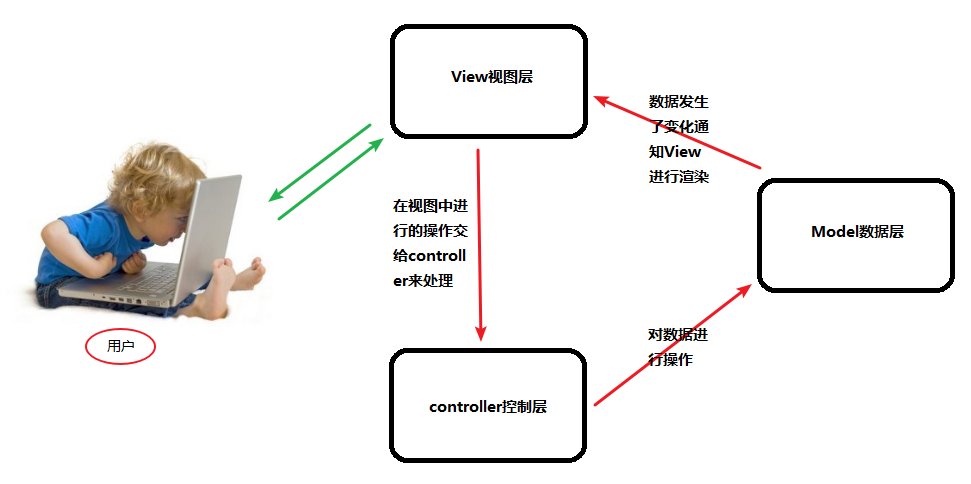 View视图层
数据发生
了变化通
知View
进行渲染
在视图中进
行的操作交
给controll
er来处理
Model数据层
用户
对数据进
行操作
controller控制层